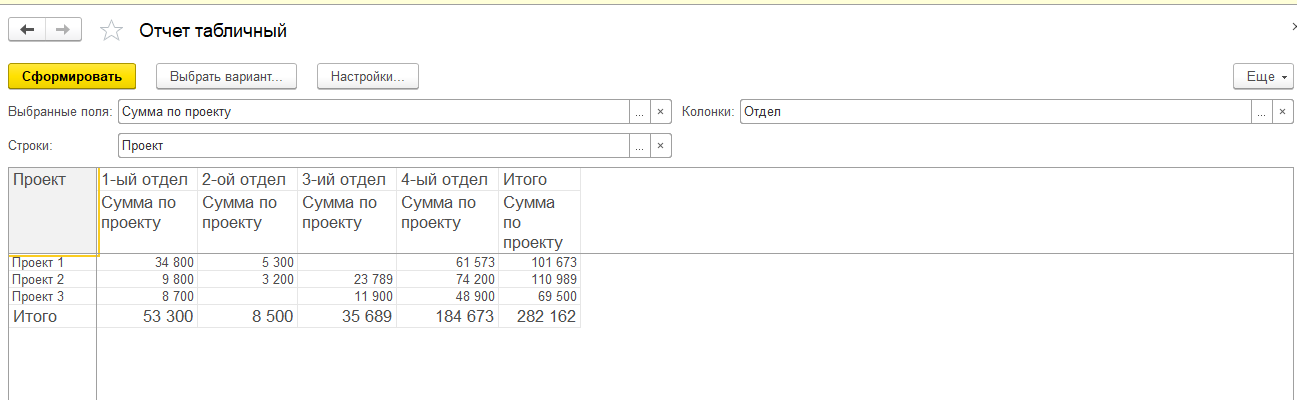 Отчет табличный
Сформировать Выбрать вариант... Настройки... Еще
Выбранные поля: Сумма по проекту ... × Колонки: Отдел ... ×
Строки: Проект ... ×
Проект 1-ый отдел 2-ой отдел 3-ий отдел 4-ый отдел Итого
Сумма по Сумма по Сумма по Сумма по Сумма
проекту проекту проекту проекту по
проекту
Проект 1 34 800 5 300 61 573 101 673
Проект 2 9 800 3 200 23 789 74 200 110 989
Проект 3 8 700 11 900 48 900 69 500
Итого 53 300 8 500 35 689 184 673 282 162